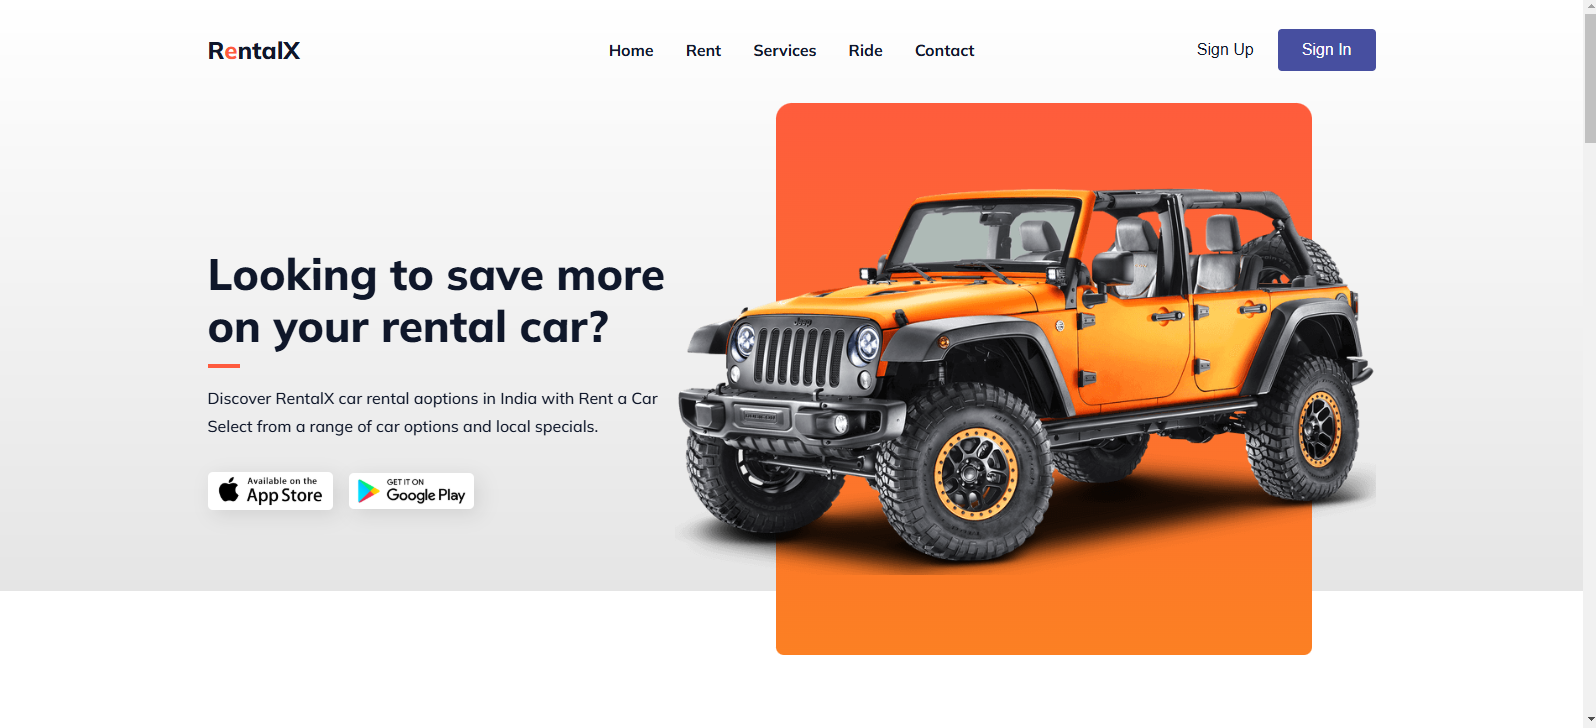 RentalX
Home Rent Services Ride Contact
Sign Up Sign In
Looking to save more
on your rental car?
Discover RentalX car rental aoptions in India with Rent a Car
Select from a range of car options and local specials.
Available on the
App Store
GET IT ON
Google Play
Jeep